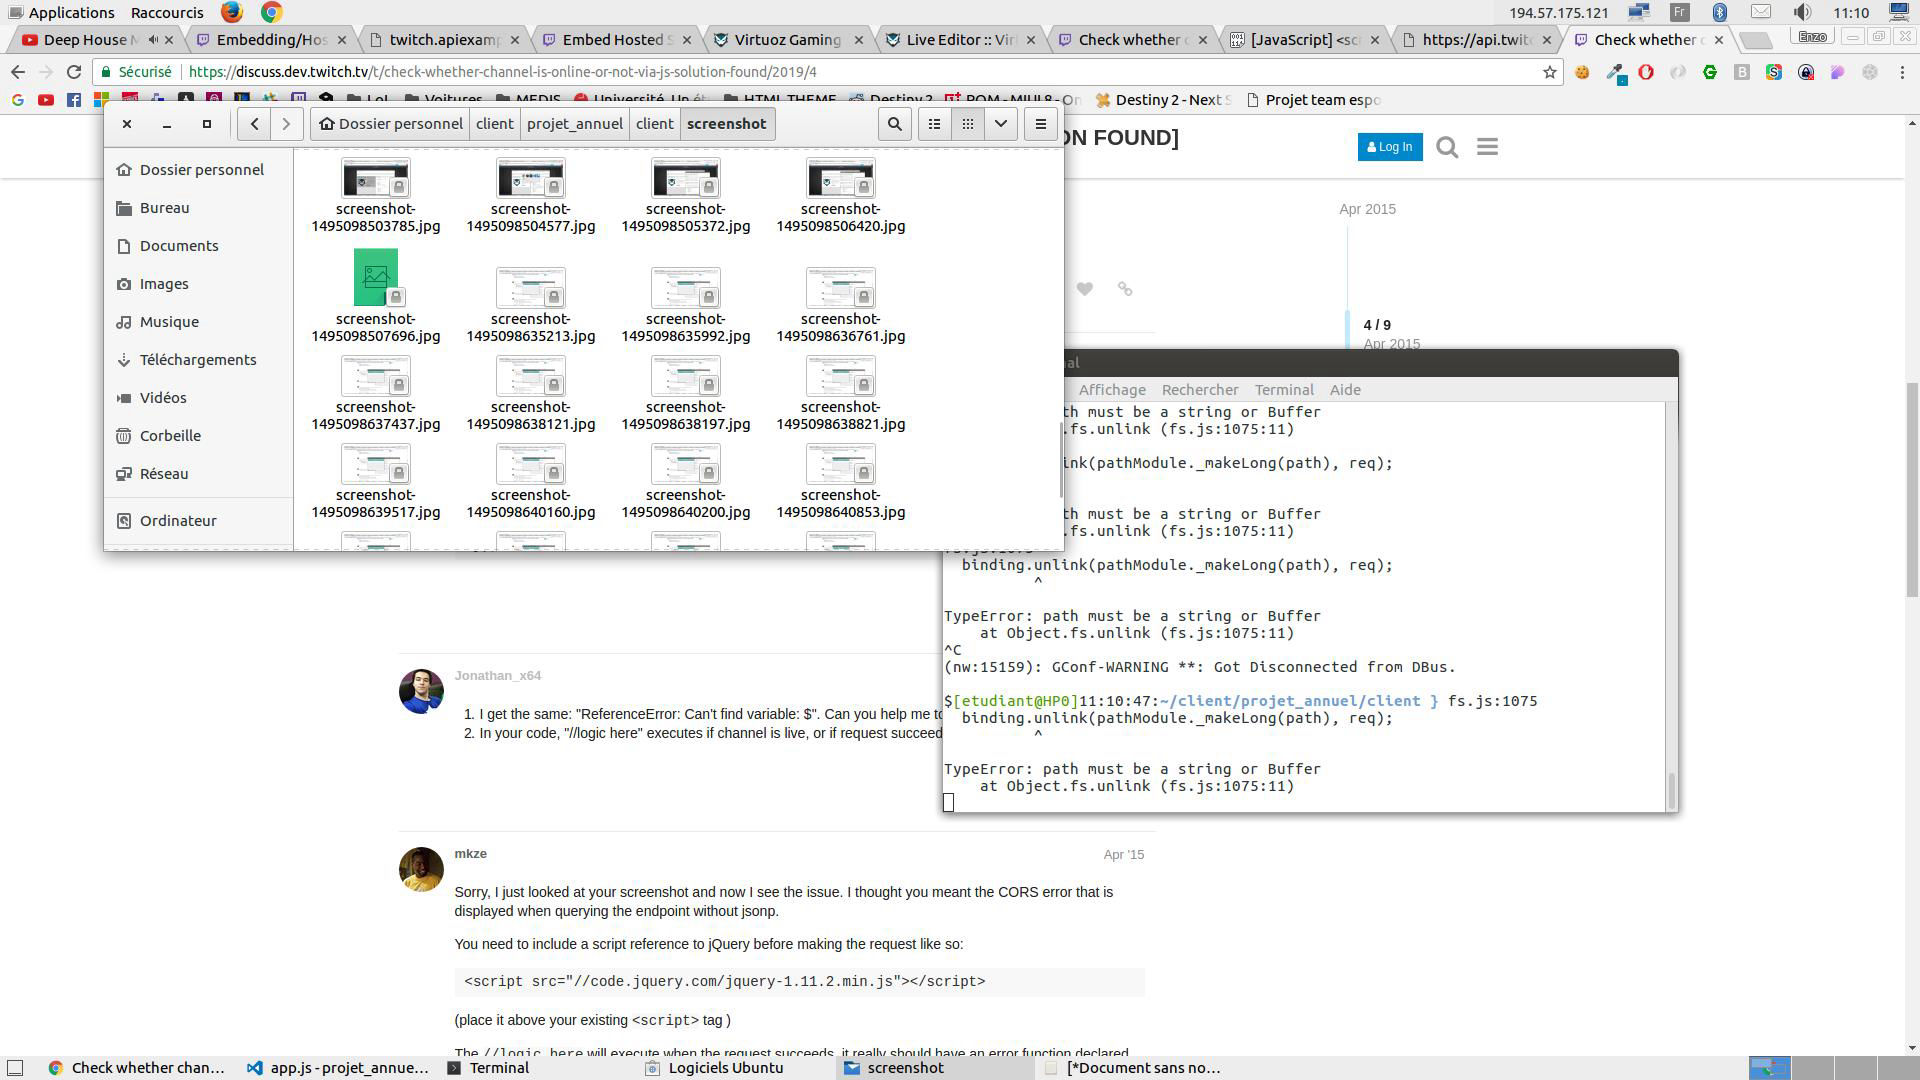 Applications Raccourcis
194.57.175.121 Fr 11:10
Deep House M Embedding/Hos twitch.apiexamp Embed Hosted S Virtuoz Gaming Live Editor :: Virt Check whether c [JavaScript] <sc https://api.twitc Check whether c Enzo
Sécurisé https://discuss.dev.twitch.tv/t/check-whether-channel-is-online-or-not-via-js-solution-found/2019/4
LoL Voitures MEDIS Université HTML THEME Destiny 2 ROM - MIUI 8 - On Destiny 2 - Next S Projet team espo
Dossier personnel client projet_annuel client screenshot
ON FOUND]
Log In
Dossier personnel
Bureau
Documents
Images
Musique
Téléchargements
Vidéos
Corbeille
Réseau
Ordinateur
screenshot- screenshot- screenshot- screenshot-
1495098503785.jpg 1495098504577.jpg 1495098505372.jpg 1495098506420.jpg
screenshot- screenshot- screenshot- screenshot-
1495098507696.jpg 1495098635213.jpg 1495098635992.jpg 1495098636761.jpg
screenshot- screenshot- screenshot- screenshot-
1495098637437.jpg 1495098638121.jpg 1495098638197.jpg 1495098638821.jpg
screenshot- screenshot- screenshot- screenshot-
1495098639517.jpg 1495098640160.jpg 1495098640200.jpg 1495098640853.jpg
Apr 2015
4 / 9
Apr 2015
nal
Affichage Rechercher Terminal Aide
th must be a string or Buffer
.fs.unlink (fs.js:1075:11)
ink(pathModule._makeLong(path), req);
th must be a string or Buffer
.fs.unlink (fs.js:1075:11)
binding.unlink(pathModule._makeLong(path), req);
^
TypeError: path must be a string or Buffer
at Object.fs.unlink (fs.js:1075:11)
^C
(nw:15159): GConf-WARNING **: Got Disconnected from DBus.
$[etudiant@HP0]11:10:47:~/client/projet_annuel/client } fs.js:1075
binding.unlink(pathModule._makeLong(path), req);
^
TypeError: path must be a string or Buffer
at Object.fs.unlink (fs.js:1075:11)
Jonathan_x64
1. I get the same: "ReferenceError: Can't find variable: $". Can you help me to
2. In your code, "//logic here" executes if channel is live, or if request succeed
mkze Apr '15
Sorry, I just looked at your screenshot and now I see the issue. I thought you meant the CORS error that is
displayed when querying the endpoint without jsonp.
You need to include a script reference to jQuery before making the request like so:
<script src="//code.jquery.com/jquery-1.11.2.min.js"></script>
(place it above your existing <script> tag )
The //logic here will execute when the request succeeds, it really should have an error function declared
Check whether chan... app.js - projet_annue... Terminal Logiciels Ubuntu screenshot [*Document sans no...